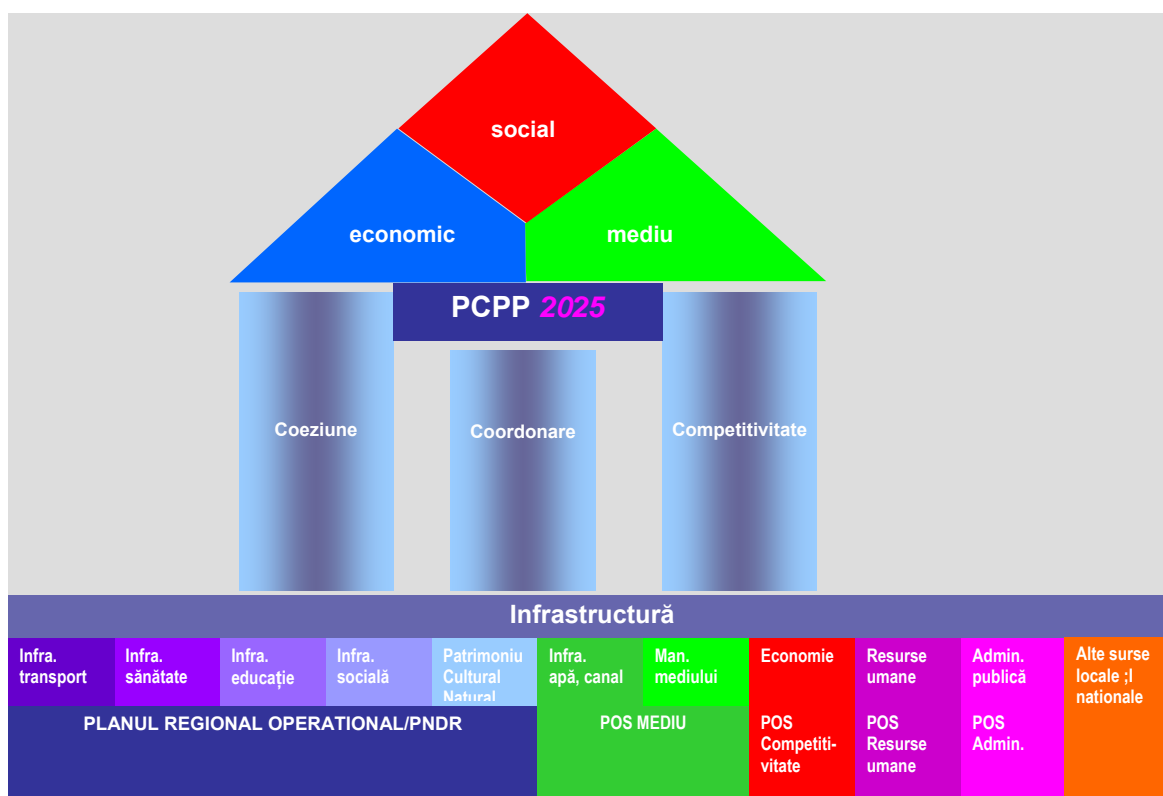 social
economic
mediu
PCPP 2025
Coeziune
Coordonare
Competitivitate
Infrastructură
Infra.
transport
Infra.
sănătate
Infra.
educație
Infra.
socială
Patrimoniu
Cultural
Natural
Infra.
apă, canal
Man.
mediului
Economie
Resurse
umane
Admin.
publică
Alte surse
locale ;I
nationale
PLANUL REGIONAL OPERATIONAL/PNDR
POS MEDIU
POS
Competiti-
vitate
POS
Resurse
umane
POS
Admin.